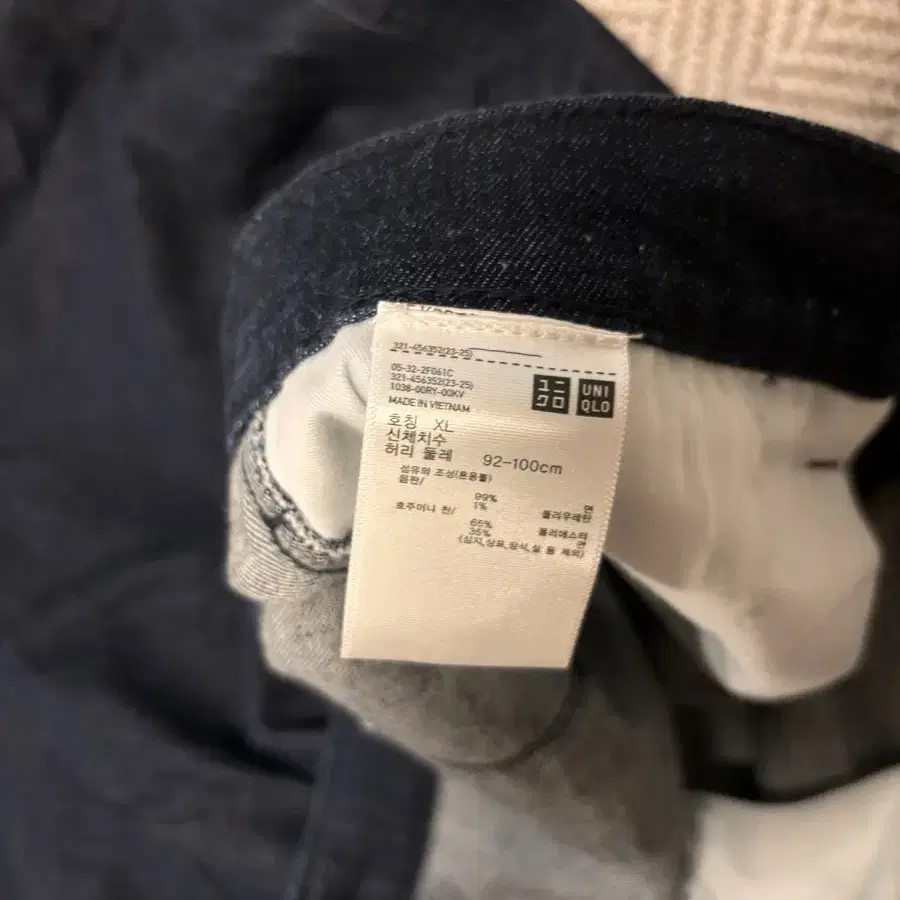 321-456352(23-25)
05-32-2F061C
321-456352(23-25)
1038-00RY-00KV
MADE IN VIETNAM
ユニ
クロ
UNI
QLO
호칭 XL
신체치수
허리 둘레 92-100cm
섬유의 조성(혼용률)
몸판/
99% 면
1% 폴리우레탄
호주머니 천/
65% 폴리에스터
35% 면
(심지,상표,장식,실 등 제외)